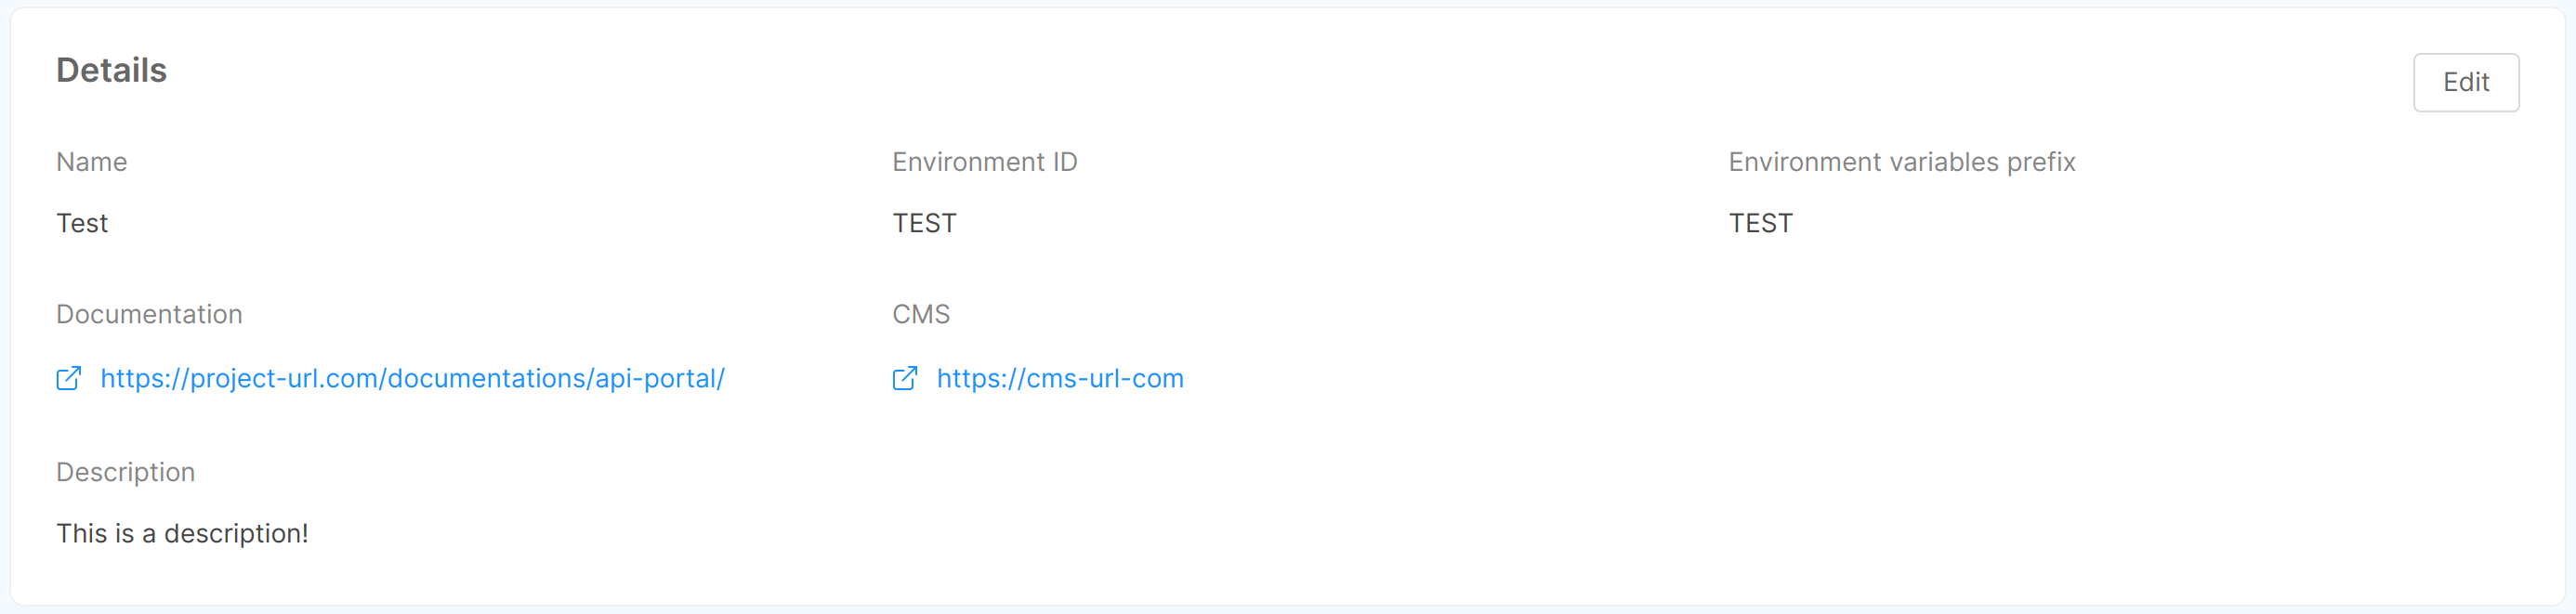 Details
Edit
Name
Environment ID
Environment variables prefix
Test
TEST
TEST
Documentation
CMS
https://project-url.com/documentations/api-portal/
https://cms-url-com
Description
This is a description!